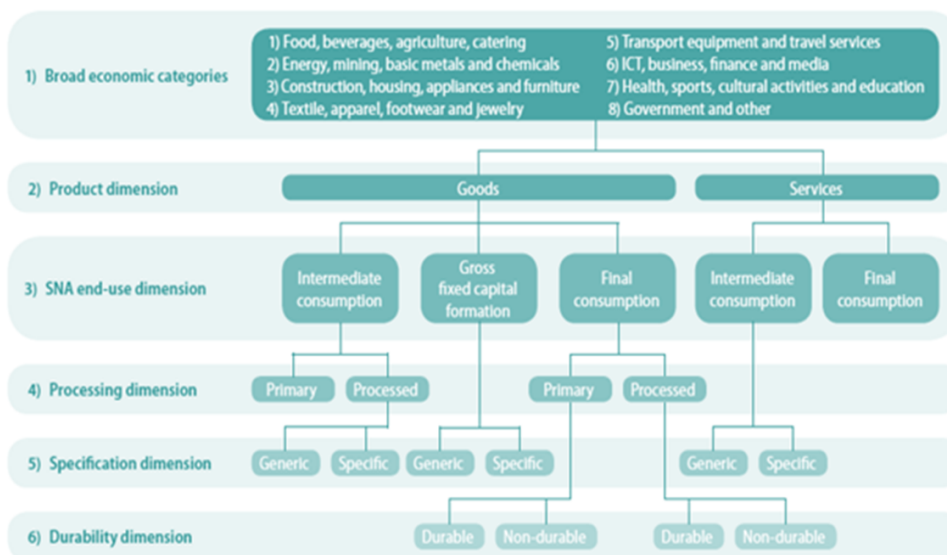 1) Broad economic categories
1) Food, beverages, agriculture, catering
2) Energy, mining, basic metals and chemicals
3) Construction, housing, appliances and furniture
4) Textile, apparel, footwear and jewelry
5) Transport equipment and travel services
6) ICT, business, finance and media
7) Health, sports, cultural activities and education
8) Government and other
2) Product dimension
Goods
Services
3) SNA end-use dimension
Intermediate
consumption
Gross
fixed capital
formation
Final
consumption
Intermediate
consumption
Final
consumption
4) Processing dimension
Primary
Processed
Primary
Processed
5) Specification dimension
Generic
Specific
Generic
Specific
Generic
Specific
6) Durability dimension
Durable
Non-durable
Durable
Non-durable